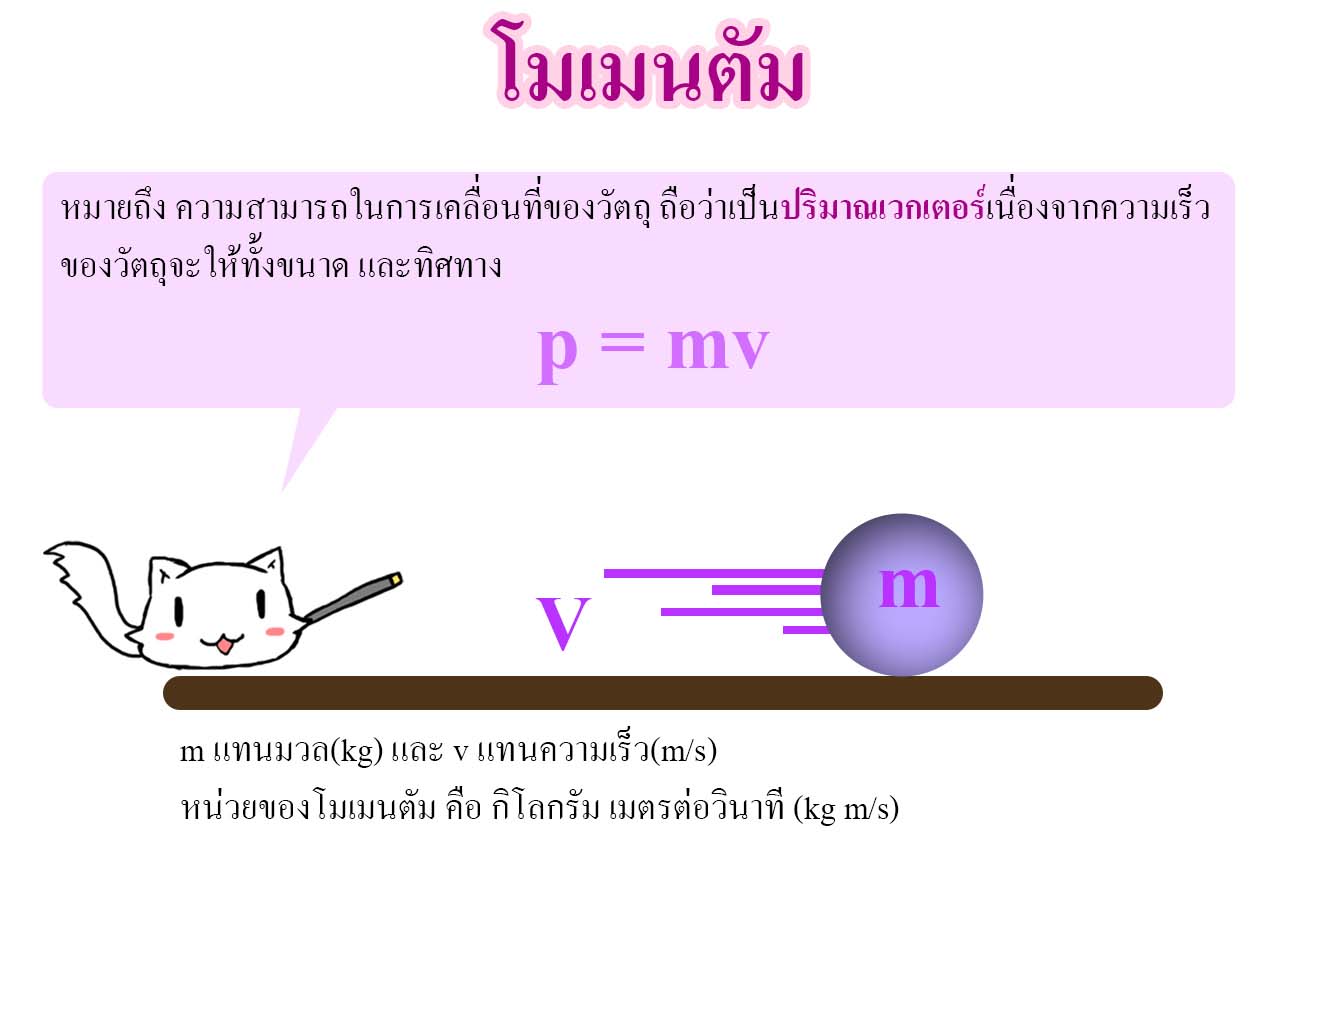 โมเมนตัม
หมายถึง ความสามารถในการเคลื่อนที่ของวัตถุ ถือว่าเป็นปริมาณเวกเตอร์เนื่องจากความเร็ว
ของวัตถุจะให้ทั้งขนาด และทิศทาง
p = mv
m
v
m แทนมวล(kg) และ v แทนความเร็ว(m/s)
หน่วยของโมเมนตัม คือ กิโลกรัม เมตรต่อวินาที (kg m/s)